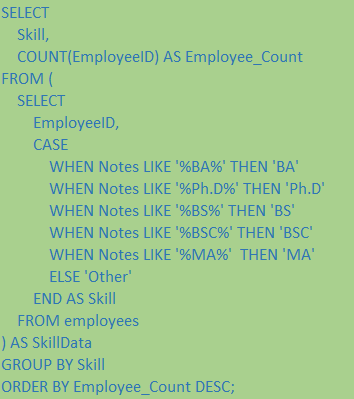 SELECT
Skill,
COUNT(EmployeeID) AS Employee_Count
FROM (
SELECT
EmployeeID,
CASE
WHEN Notes LIKE '%BA%' THEN 'BA'
WHEN Notes LIKE '%Ph.D%' THEN 'Ph.D'
WHEN Notes LIKE '%BS%' THEN 'BS'
WHEN Notes LIKE '%BSC%' THEN 'BSC'
WHEN Notes LIKE '%MA%'  THEN 'MA'
ELSE 'Other'
END AS Skill
FROM employees
) AS SkillData
GROUP BY Skill
ORDER BY Employee_Count DESC;